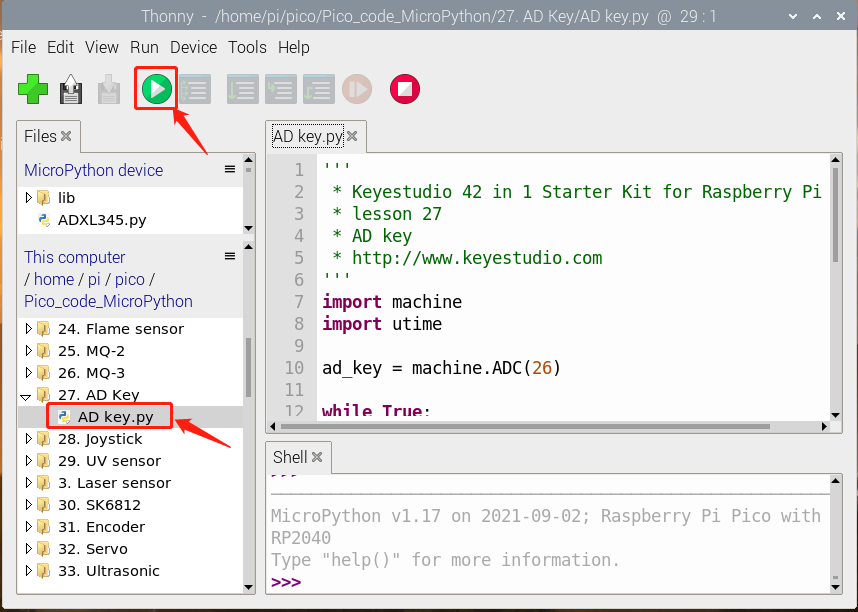 Thonny - /home/pi/pico/Pico_code_MicroPython/27. AD Key/AD key.py @ 29 : 1
File Edit View Run Device Tools Help
Files
MicroPython device
lib
ADXL345.py
This computer
/ home / pi / pico /
Pico_code_MicroPython
24. Flame sensor
25. MQ-2
26. MQ-3
27. AD Key
AD key.py
28. Joystick
29. UV sensor
3. Laser sensor
30. SK6812
31. Encoder
32. Servo
33. Ultrasonic
AD key.py
1 '''
2 * Keyestudio 42 in 1 Starter Kit for Raspberry Pi
3 * lesson 27
4 * AD key
5 * http://www.keyestudio.com
6 '''
7 import machine
8 import utime
9
10 ad_key = machine.ADC(26)
11
12 while True:
Shell
>>>
MicroPython v1.17 on 2021-09-02; Raspberry Pi Pico with
RP2040
Type "help()" for more information.
>>>